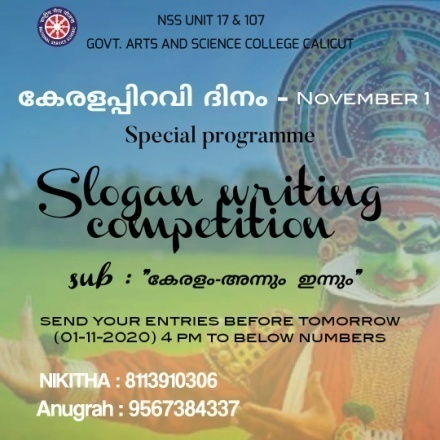 NSS UNIT 17 & 107
GOVT. ARTS AND SCIENCE COLLEGE CALICUT
കേരളപ്പിറവി ദിനം - NOVEMBER 1
Special programme
Slogan writing
competition
sub : "കേരളം-അന്നും ഇന്നും"
SEND YOUR ENTRIES BEFORE TOMORROW
(01-11-2020) 4 PM TO BELOW NUMBERS
NIKITHA : 8113910306
Anugrah : 9567384337